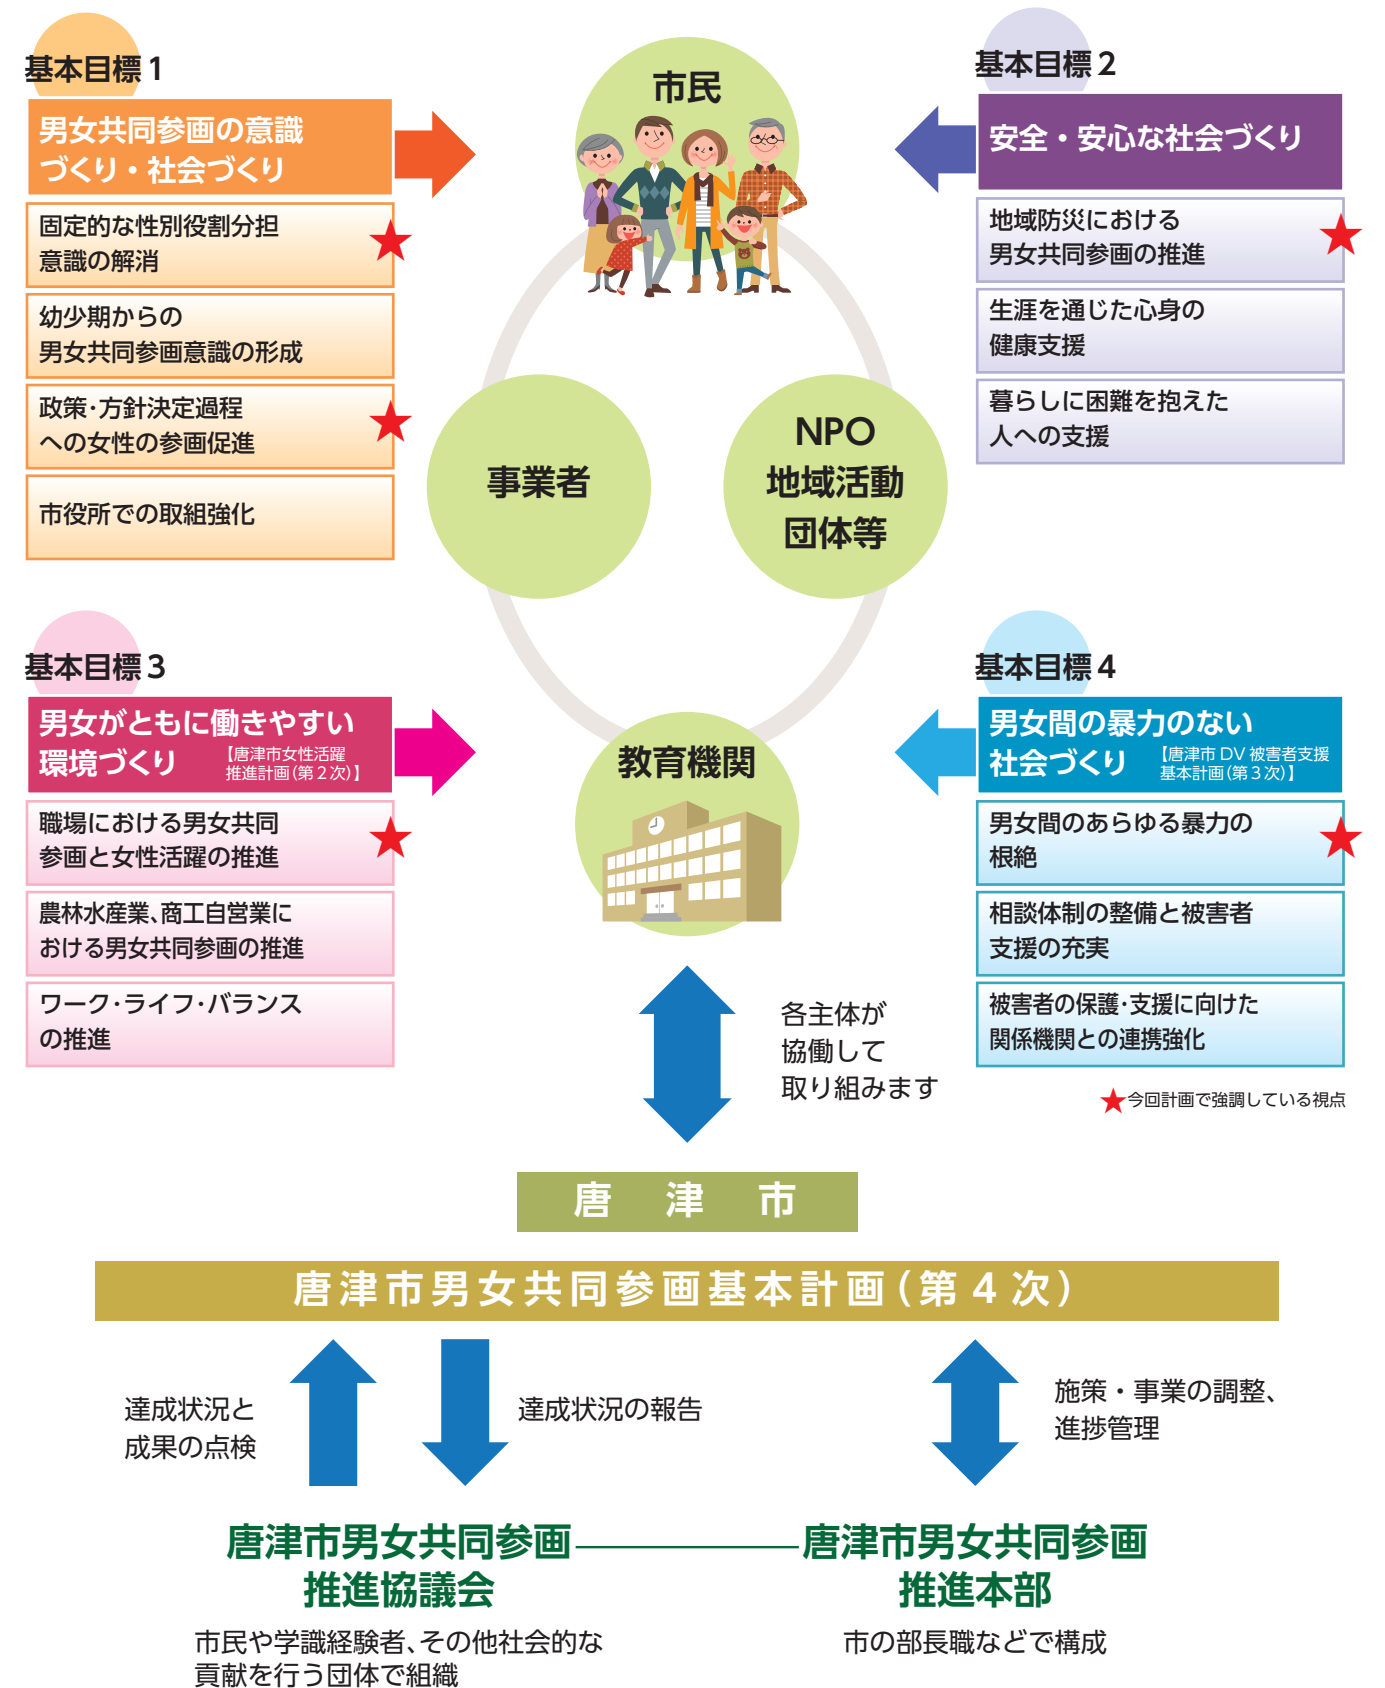 基本目標１
男女共同参画の意識
づくり・社会づくり
固定的な性別役割分担
意識の解消
幼少期からの
男女共同参画意識の形成
政策・方針決定過程
への女性の参画促進
市役所での取組強化
市民
事業者
NPO
地域活動
団体等
教育機関
基本目標２
安全・安心な社会づくり
地域防災における
男女共同参画の推進
生涯を通じた心身の
健康支援
暮らしに困難を抱えた
人への支援
基本目標３
男女がともに働きやすい
環境づくり
【唐津市女性活躍
推進計画（第２次）】
職場における男女共同
参画と女性活躍の推進
農林水産業、商工自営業に
おける男女共同参画の推進
ワーク・ライフ・バランス
の推進
基本目標４
男女間の暴力のない
社会づくり
【唐津市 DV 被害者支援
基本計画（第３次）】
男女間のあらゆる暴力の
根絶
相談体制の整備と被害者
支援の充実
被害者の保護・支援に向けた
関係機関との連携強化
★今回計画で強調している視点
各主体が
協働して
取り組みます
唐津市
唐津市男女共同参画基本計画（第４次）
達成状況と
成果の点検
達成状況の報告
施策・事業の調整、
進捗管理
唐津市男女共同参画
推進協議会
市民や学識経験者、その他社会的な
貢献を行う団体で組織
唐津市男女共同参画
推進本部
市の部長職などで構成